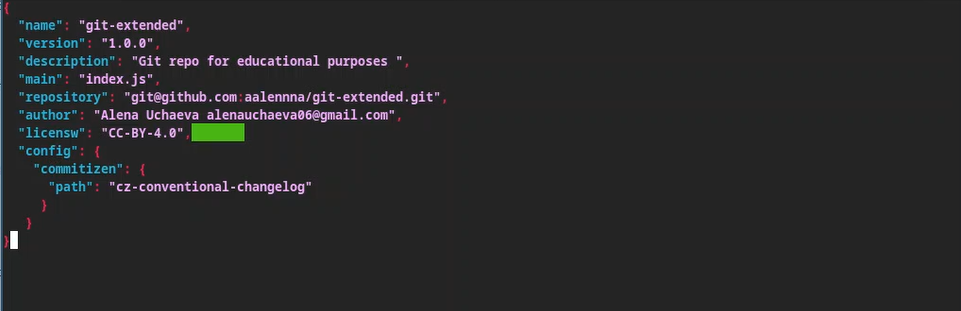 {
  "name": "git-extended",
  "version": "1.0.0",
  "description": "Git repo for educational purposes ",
  "main": "index.js",
  "repository": "git@github.com:aalennna/git-extended.git",
  "author": "Alena Uchaeva alenauchaeva06@gmail.com",
  "licensw": "CC-BY-4.0",
  "config": {
    "commitizen": {
      "path": "cz-conventional-changelog"
     }
   }
}